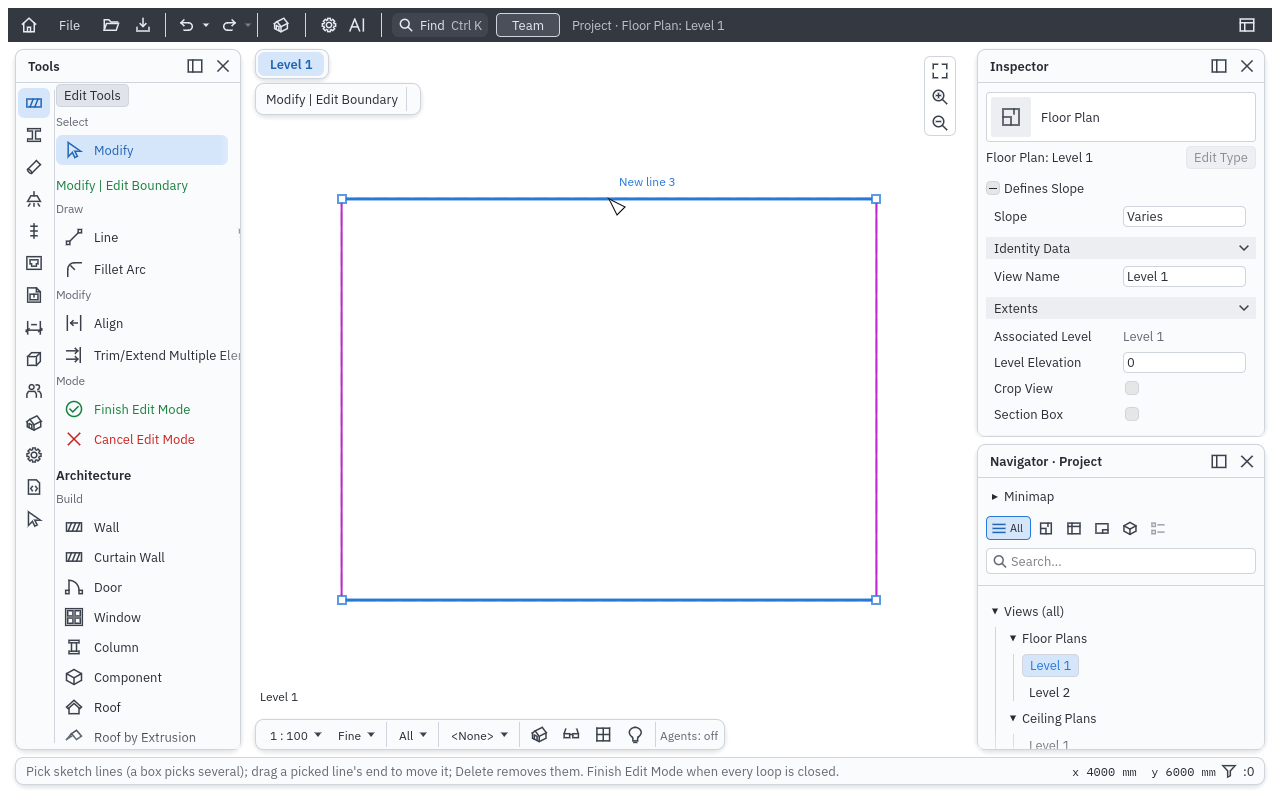 File
Find Ctrl K
Team
Project · Floor Plan: Level 1
Tools
Edit Tools
Select
Modify
Modify | Edit Boundary
Draw
Line
Fillet Arc
Modify
Align
Trim/Extend Multiple Ele
Mode
Finish Edit Mode
Cancel Edit Mode
Architecture
Build
Wall
Curtain Wall
Door
Window
Column
Component
Roof
Roof by Extrusion
Level 1
Modify | Edit Boundary
New line 3
Level 1
1 : 100
Fine
All
<None>
Agents: off
Inspector
Floor Plan
Floor Plan: Level 1
Edit Type
Defines Slope
Slope Varies
Identity Data
View Name Level 1
Extents
Associated Level Level 1
Level Elevation 0
Crop View
Section Box
Navigator · Project
Minimap
All
Search...
Views (all)
Floor Plans
Level 1
Level 2
Ceiling Plans
Level 1
Pick sketch lines (a box picks several); drag a picked line's end to move it; Delete removes them. Finish Edit Mode when every loop is closed.
x 4000 mm y 6000 mm
:0